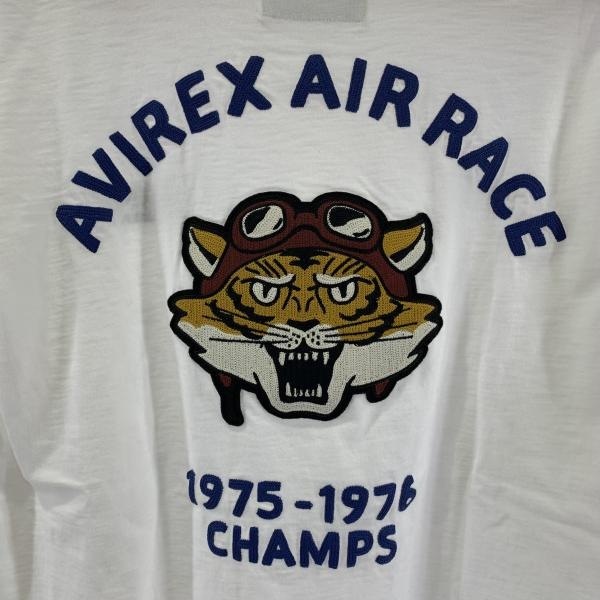 AVIREX AIR RACE
1975-1976
CHAMPS